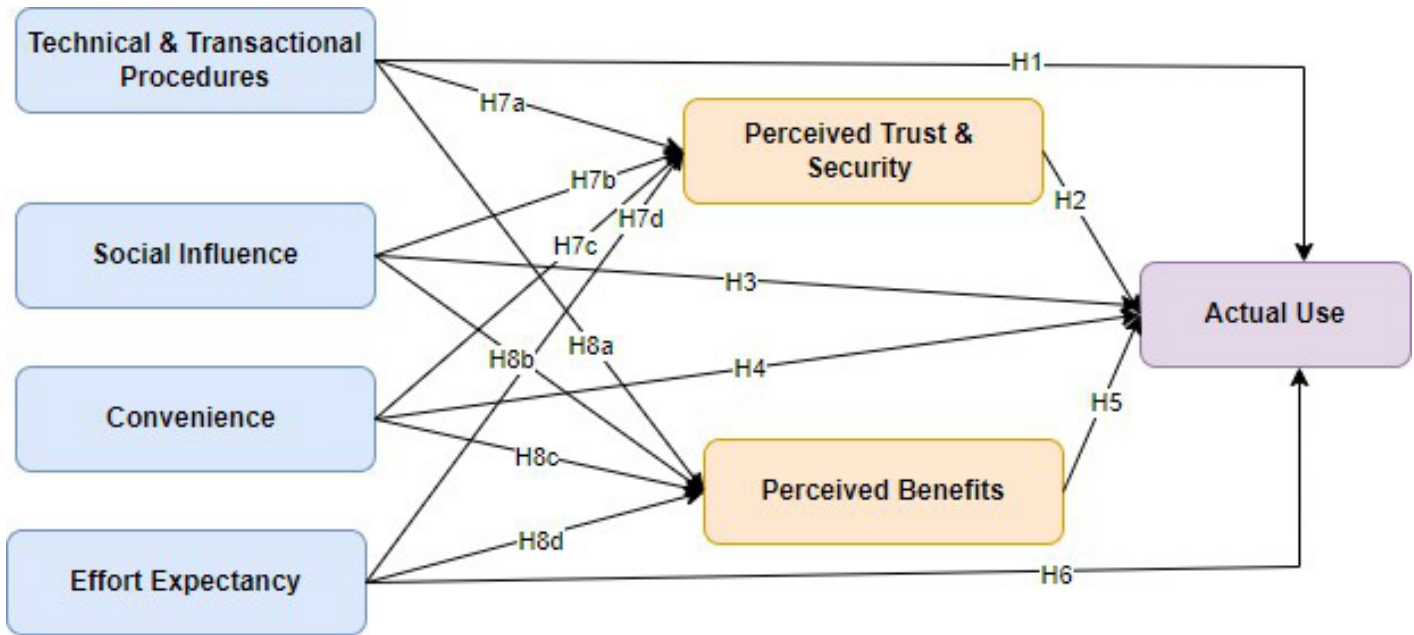 Technical & Transactional
Procedures
H1
H7a
Perceived Trust &
Security
H7b
H2
H7d
Social Influence
H7c
H3
Actual Use
H8b
H8a
H4
Convenience
H5
H8c
Perceived Benefits
H8d
Effort Expectancy
H6